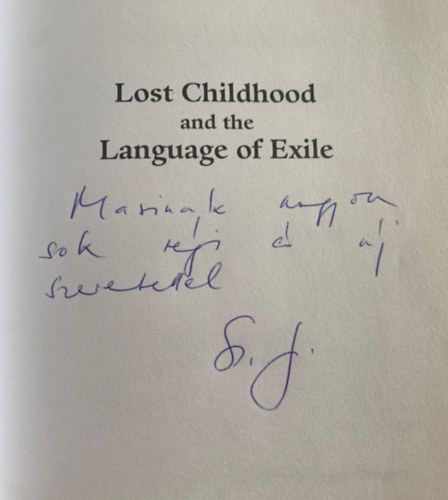 Lost Childhood
and the
Language of Exile
Marinak nagyon
sok régi és új
szeretettel
S. J.